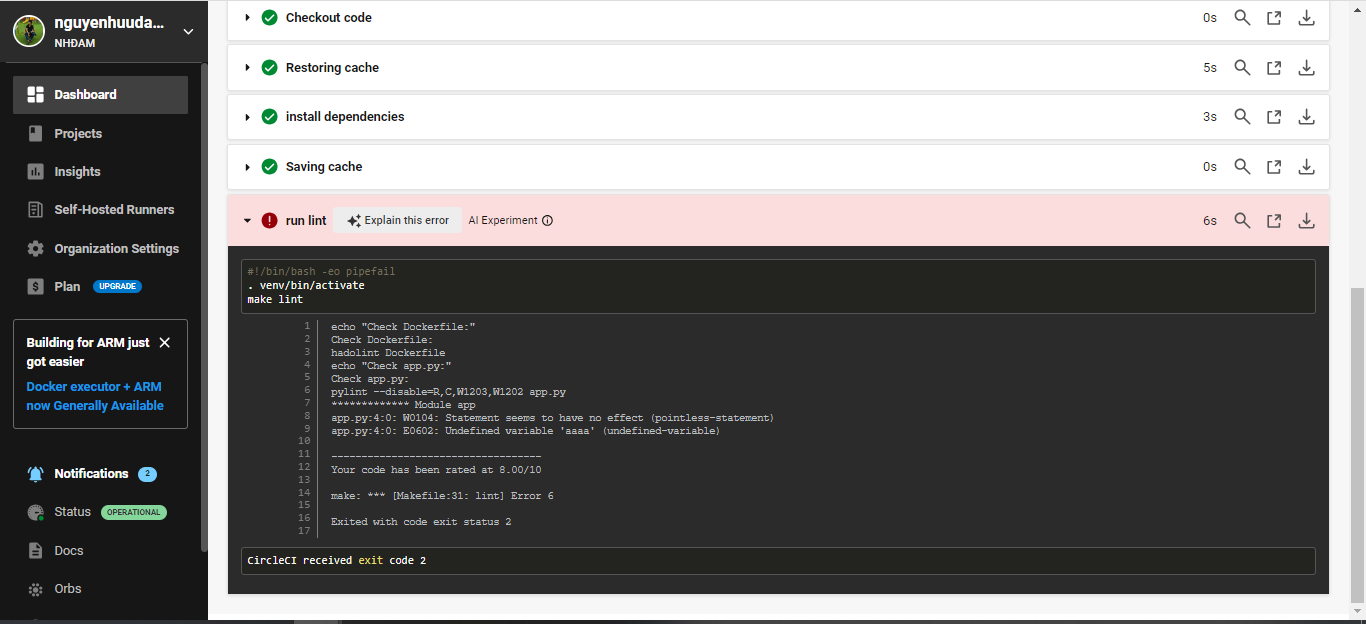 nguyenhuuda...
NHĐAM
Dashboard
Projects
Insights
Self-Hosted Runners
Organization Settings
Plan UPGRADE
Building for ARM just
got easier
Docker executor + ARM
now Generally Available
Notifications 2
Status OPERATIONAL
Docs
Orbs
Checkout code 0s
Restoring cache 5s
install dependencies 3s
Saving cache 0s
run lint Explain this error AI Experiment 6s
#!/bin/bash -eo pipefail
. venv/bin/activate
make lint
1 echo "Check Dockerfile:"
2 Check Dockerfile:
3 hadolint Dockerfile
4 echo "Check app.py:"
5 Check app.py:
6 pylint --disable=R,C,W1203,W1202 app.py
7 ************* Module app
8 app.py:4:0: W0104: Statement seems to have no effect (pointless-statement)
9 app.py:4:0: E0602: Undefined variable 'aaaa' (undefined-variable)
10
11 -----------------------------------
12 Your code has been rated at 8.00/10
13
14 make: *** [Makefile:31: lint] Error 6
15
16 Exited with code exit status 2
17
CircleCI received exit code 2